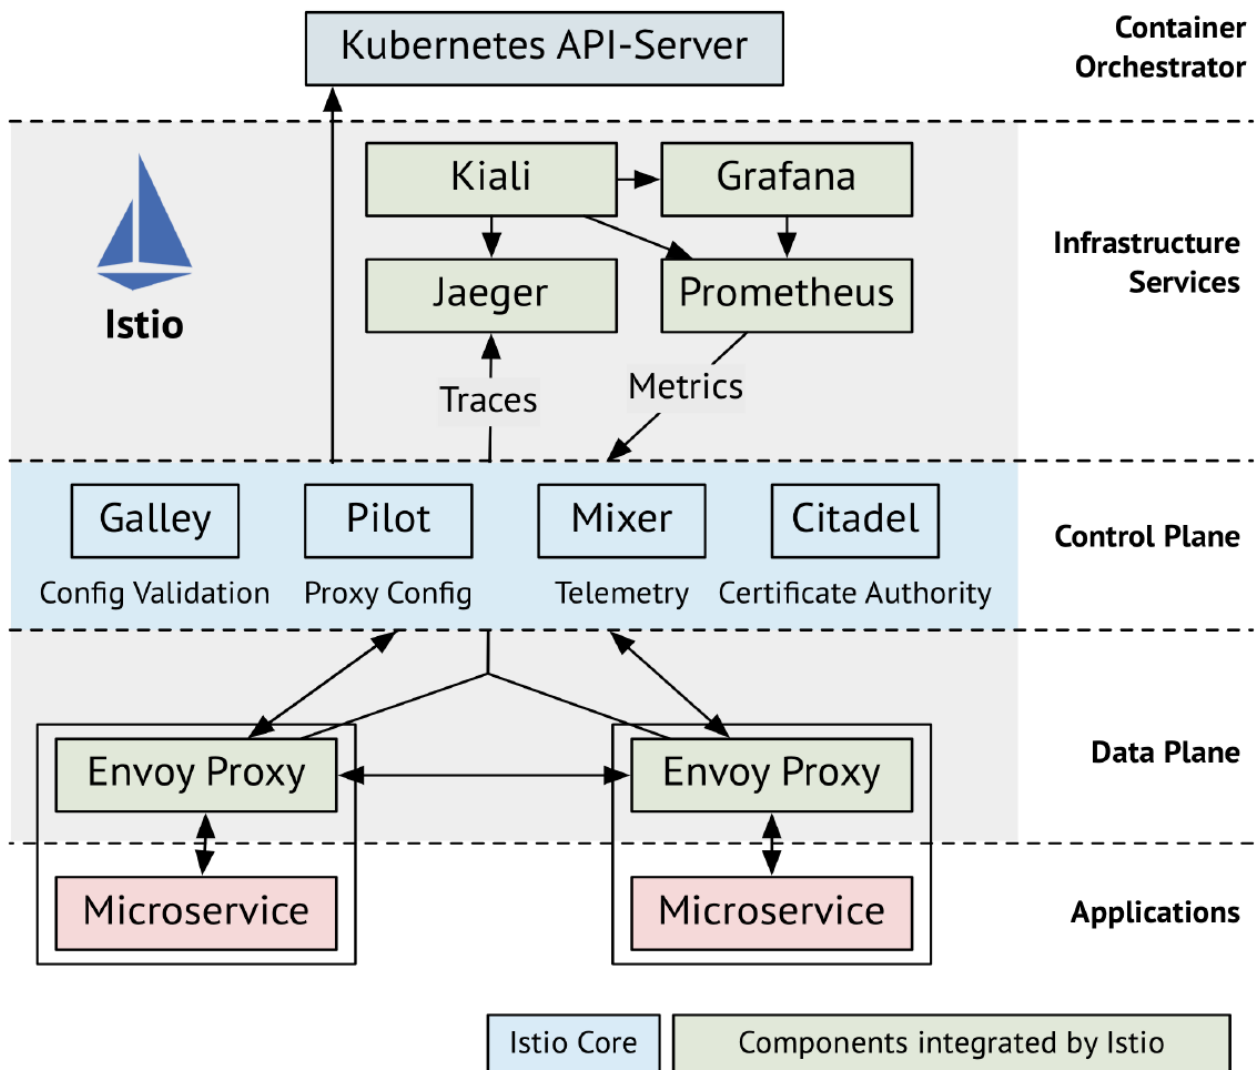 Kubernetes API-Server
Container
Orchestrator
Kiali
Grafana
Infrastructure
Services
Jaeger
Prometheus
Istio
Traces
Metrics
Galley
Pilot
Mixer
Citadel
Control Plane
Config Validation
Proxy Config
Telemetry
Certificate Authority
Data Plane
Envoy Proxy
Envoy Proxy
Microservice
Microservice
Applications
Istio Core
Components integrated by Istio